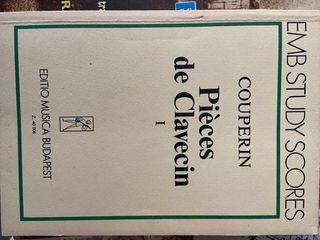 EMB STUDY SCORES
COUPERIN
Pièces
de Clavecin
I
EDITIO MUSICA BUDAPEST